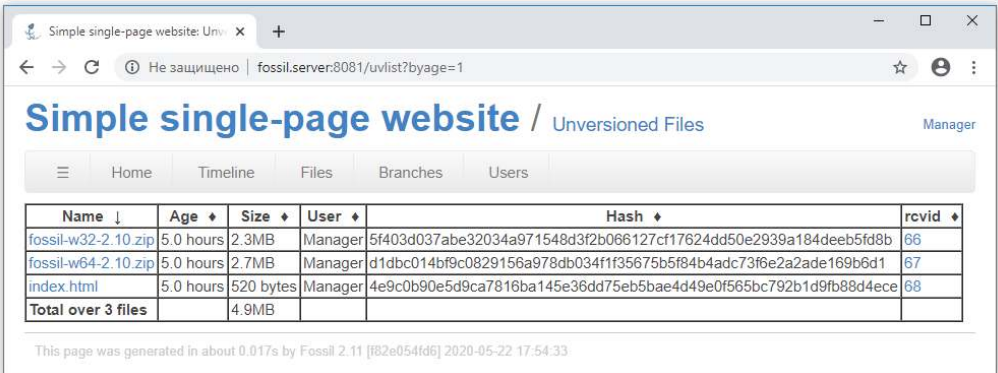 Simple single-page website: Unv
Не защищено | fossil.server:8081/uvlist?byage=1
Simple single-page website / Unversioned Files
Manager
☰ Home Timeline Files Branches Users
Name ↓ Age ♦ Size ♦ User ♦ Hash ♦ rcvid ♦
fossil-w32-2.10.zip 5.0 hours 2.3MB Manager 5f403d037abe32034a971548d3f2b066127cf17624dd50e2939a184deeb5fd8b 66
fossil-w64-2.10.zip 5.0 hours 2.7MB Manager d1dbc014bf9c0829156a978db034f1f35675b5f84b4adc73f6e2a2ade169b6d1 67
index.html 5.0 hours 520 bytes Manager 4e9c0b90e5d9ca7816ba145e36dd75eb5bae4d49e0f565bc792b1d9fb88d4ece 68
Total over 3 files 4.9MB
This page was generated in about 0.017s by Fossil 2.11 [f82e054fd6] 2020-05-22 17:54:33